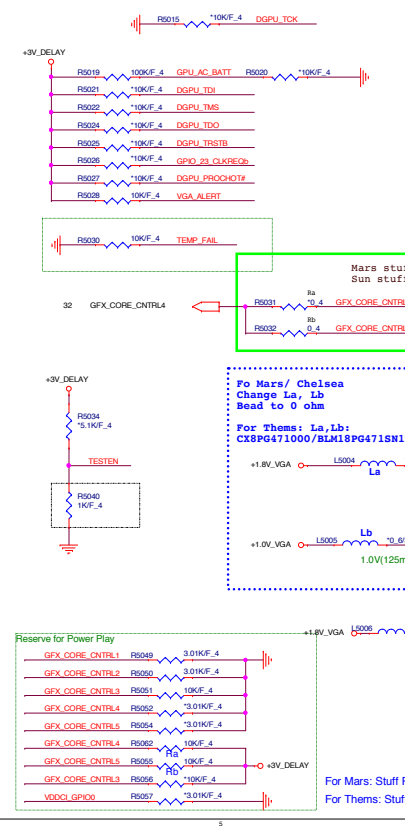 R5015 *10K/F_4 DGPU_TCK
+3V_DELAY
R5019 100K/F_4 GPU_AC_BATT R5020 *10K/F_4
R5021 *10K/F_4 DGPU_TDI
R5022 *10K/F_4 DGPU_TMS
R5024 *10K/F_4 DGPU_TDO
R5025 *10K/F_4 DGPU_TRSTB
R5026 *10K/F_4 GPIO_23_CLKREQb
R5027 *10K/F_4 DGPU_PROCHOT#
R5028 10K/F_4 VGA_ALERT
R5030 10K/F_4 TEMP_FAIL
Mars stuf
Sun stuff
Ra
32 GFX_CORE_CNTRL4 R5031 *0_4 GFX_CORE_CNTRL
Rb
R5032 0_4 GFX_CORE_CNTRL
+3V_DELAY
R5034
*5.1K/F_4
TESTEN
R5040
1K/F_4
Fo Mars/ Chelsea
Change La, Lb
Bead to 0 ohm
For Thems: La,Lb:
CX8PG471000/BLM18PG471SN1
+1.8V_VGA L5004
La
Lb
+1.0V_VGA L5005 *0_6/
1.0V(125m
+1.8V_VGA L5006
Reserve for Power Play
GFX_CORE_CNTRL1 R5049 3.01K/F_4
GFX_CORE_CNTRL2 R5050 3.01K/F_4
GFX_CORE_CNTRL3 R5051 10K/F_4
GFX_CORE_CNTRL4 R5052 *3.01K/F_4
GFX_CORE_CNTRL5 R5054 *3.01K/F_4
GFX_CORE_CNTRL4 R5062 10K/F_4
Ra
GFX_CORE_CNTRL5 R5055 10K/F_4 +3V_DELAY
Rb
GFX_CORE_CNTRL3 R5056 *10K/F_4
VDDCI_GPIO0 R5057 *3.01K/F_4
For Mars: Stuff R
For Thems: Stuf
5